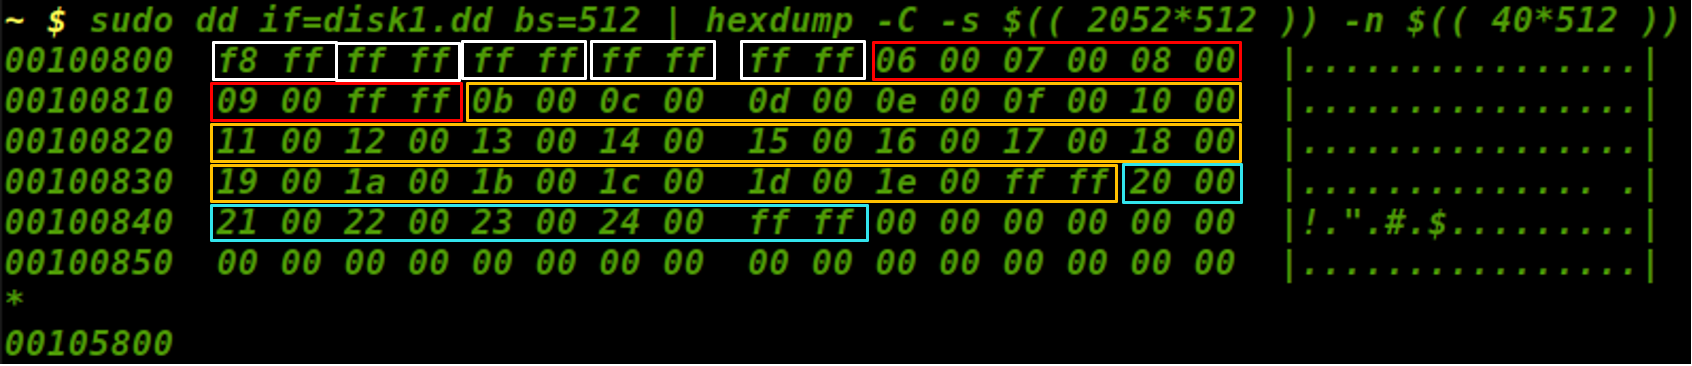 ~ $ sudo dd if=disk1.dd bs=512 | hexdump -C -s $(( 2052*512 )) -n $(( 40*512 ))
00100800  f8 ff ff ff ff ff ff ff  ff ff 06 00 07 00 08 00  |................|
00100810  09 00 ff ff 0b 00 0c 00  0d 00 0e 00 0f 00 10 00  |................|
00100820  11 00 12 00 13 00 14 00  15 00 16 00 17 00 18 00  |................|
00100830  19 00 1a 00 1b 00 1c 00  1d 00 1e 00 ff ff 20 00  |.............. .|
00100840  21 00 22 00 23 00 24 00  ff ff 00 00 00 00 00 00  |!.".#.$.........|
00100850  00 00 00 00 00 00 00 00  00 00 00 00 00 00 00 00  |................|
*
00105800